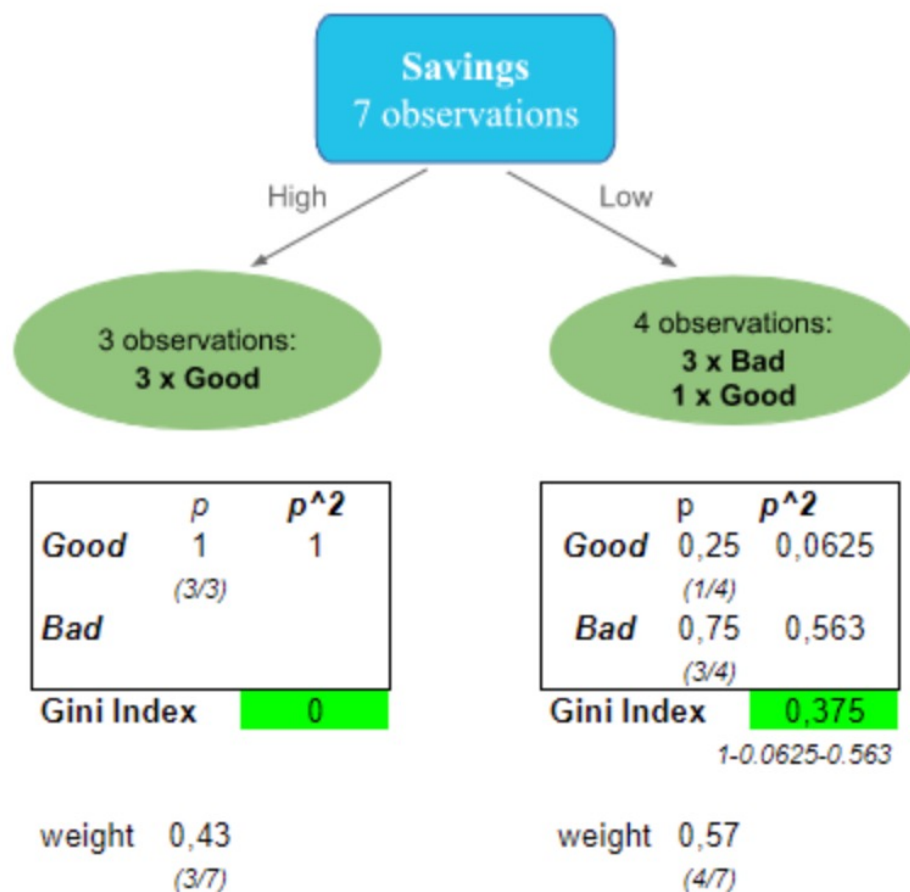 Savings
7 observations
High
Low
3 observations:
3 x Good
4 observations:
3 x Bad
1 x Good
p p^2
Good 1 1
(3/3)
Bad
Gini Index 0
weight 0,43
(3/7)
p p^2
Good 0,25 0,0625
(1/4)
Bad 0,75 0,563
(3/4)
Gini Index 0,375
1-0.0625-0.563
weight 0,57
(4/7)